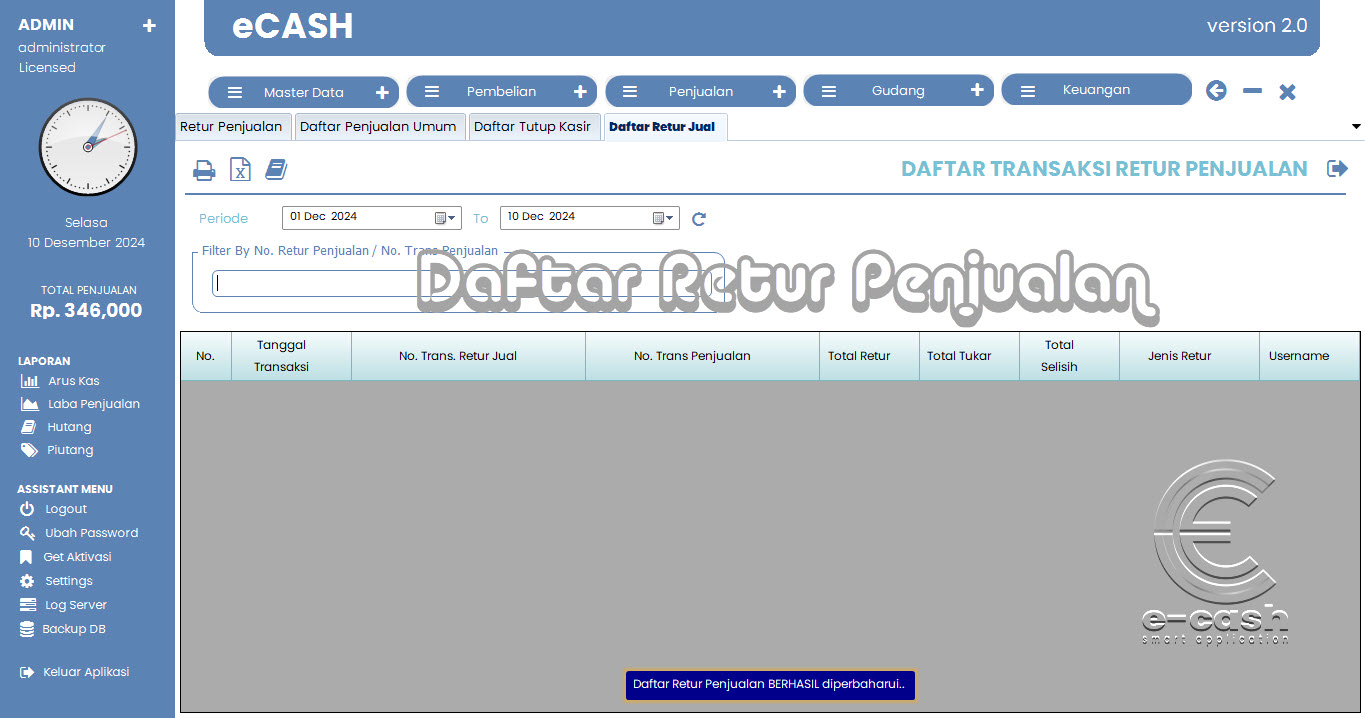 ADMIN
administrator
Licensed
eCASH
version 2.0
Master Data
Pembelian
Penjualan
Gudang
Keuangan
Retur Penjualan
Daftar Penjualan Umum
Daftar Tutup Kasir
Daftar Retur Jual
DAFTAR TRANSAKSI RETUR PENJUALAN
Selasa
10 Desember 2024
TOTAL PENJUALAN
Rp. 346,000
LAPORAN
Arus Kas
Laba Penjualan
Hutang
Piutang
ASSISTANT MENU
Logout
Ubah Password
Get Aktivasi
Settings
Log Server
Backup DB
Keluar Aplikasi
Periode
01 Dec 2024
To
10 Dec 2024
Filter By No. Retur Penjualan / No. Trans Penjualan
Daftar Retur Penjualan
No.
Tanggal
Transaksi
No. Trans. Retur Jual
No. Trans Penjualan
Total Retur
Total Tukar
Total
Selisih
Jenis Retur
Username
e-cash
smart application
Daftar Retur Penjualan BERHASIL diperbaharui..